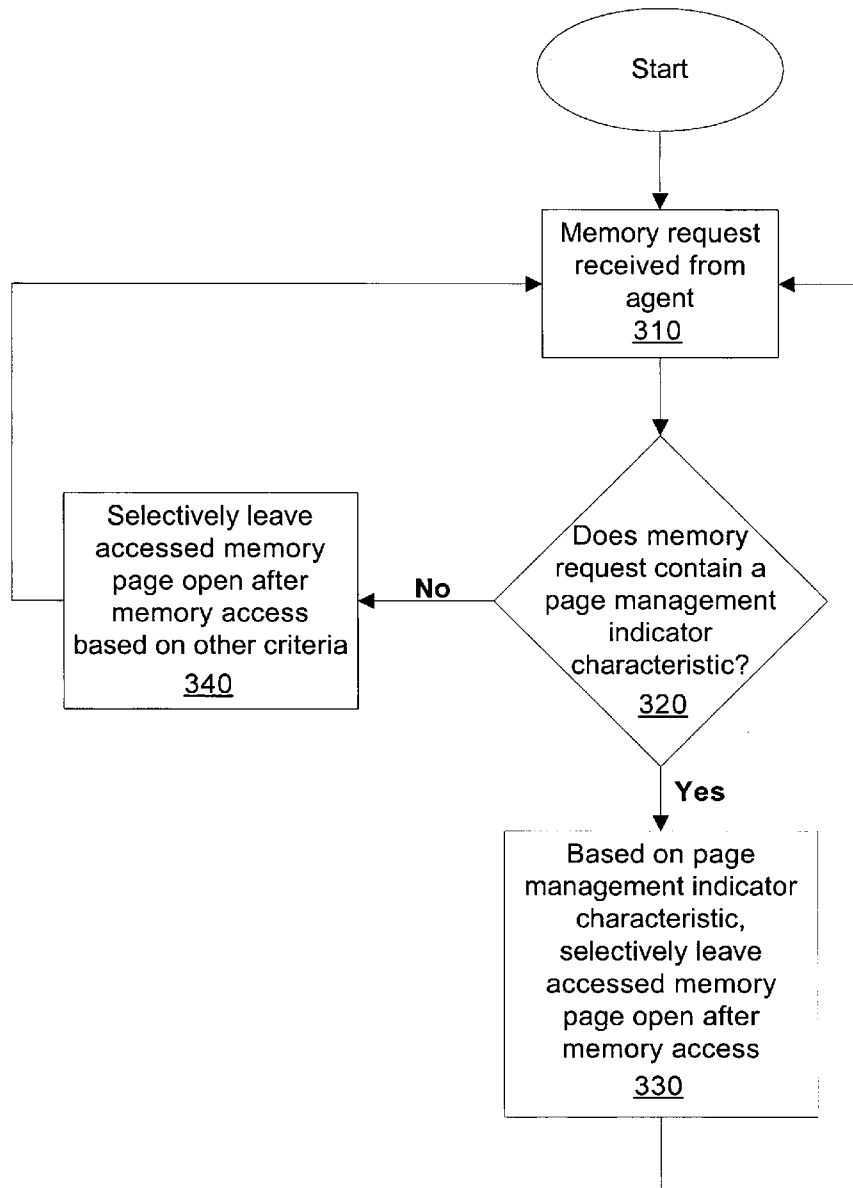 Start
Memory request
received from
agent
310
Does memory
request contain a
page management
indicator
characteristic?
320
No
Selectively leave
accessed memory
page open after
memory access
based on other criteria
340
Yes
Based on page
management indicator
characteristic,
selectively leave
accessed memory
page open after
memory access
330